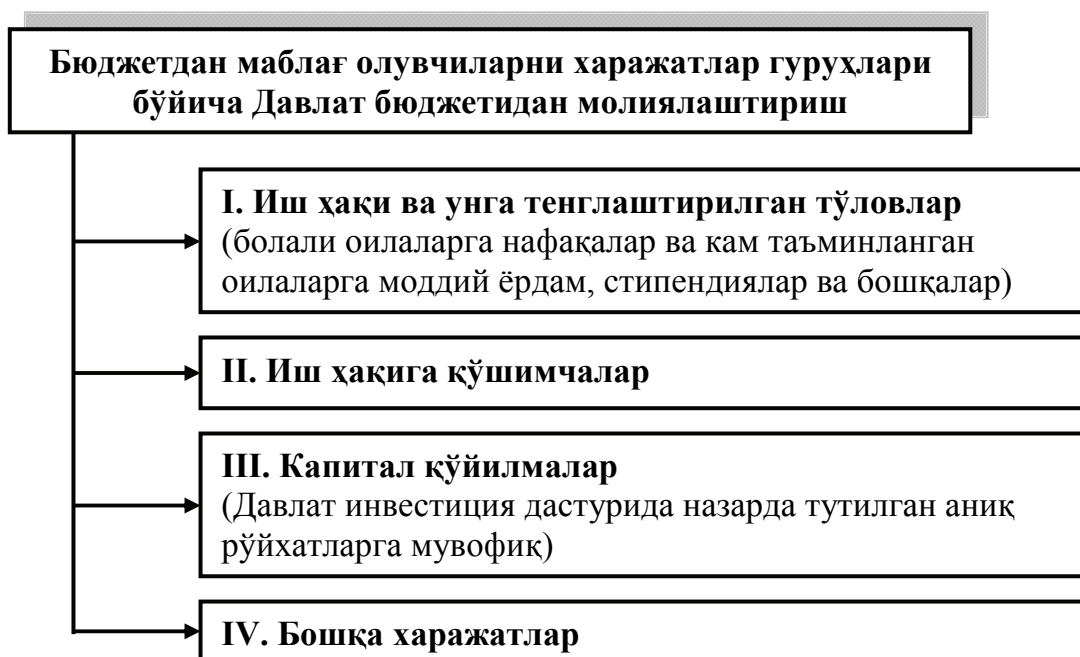 Бюджетдан маблағ олувчиларни харажатлар гуруҳлари
бўйича Давлат бюджетидан молиялаштириш
I. Иш ҳақи ва унга тенглаштирилган тўловлар
(болали оилаларга нафақалар ва кам таъминланган
оилаларга моддий ёрдам, стипендиялар ва бошқалар)
II. Иш ҳақига қўшимчалар
III. Капитал қўйилмалар
(Давлат инвестиция дастурида назарда тутилган аниқ
рўйхатларга мувофиқ)
IV. Бошқа харажатлар